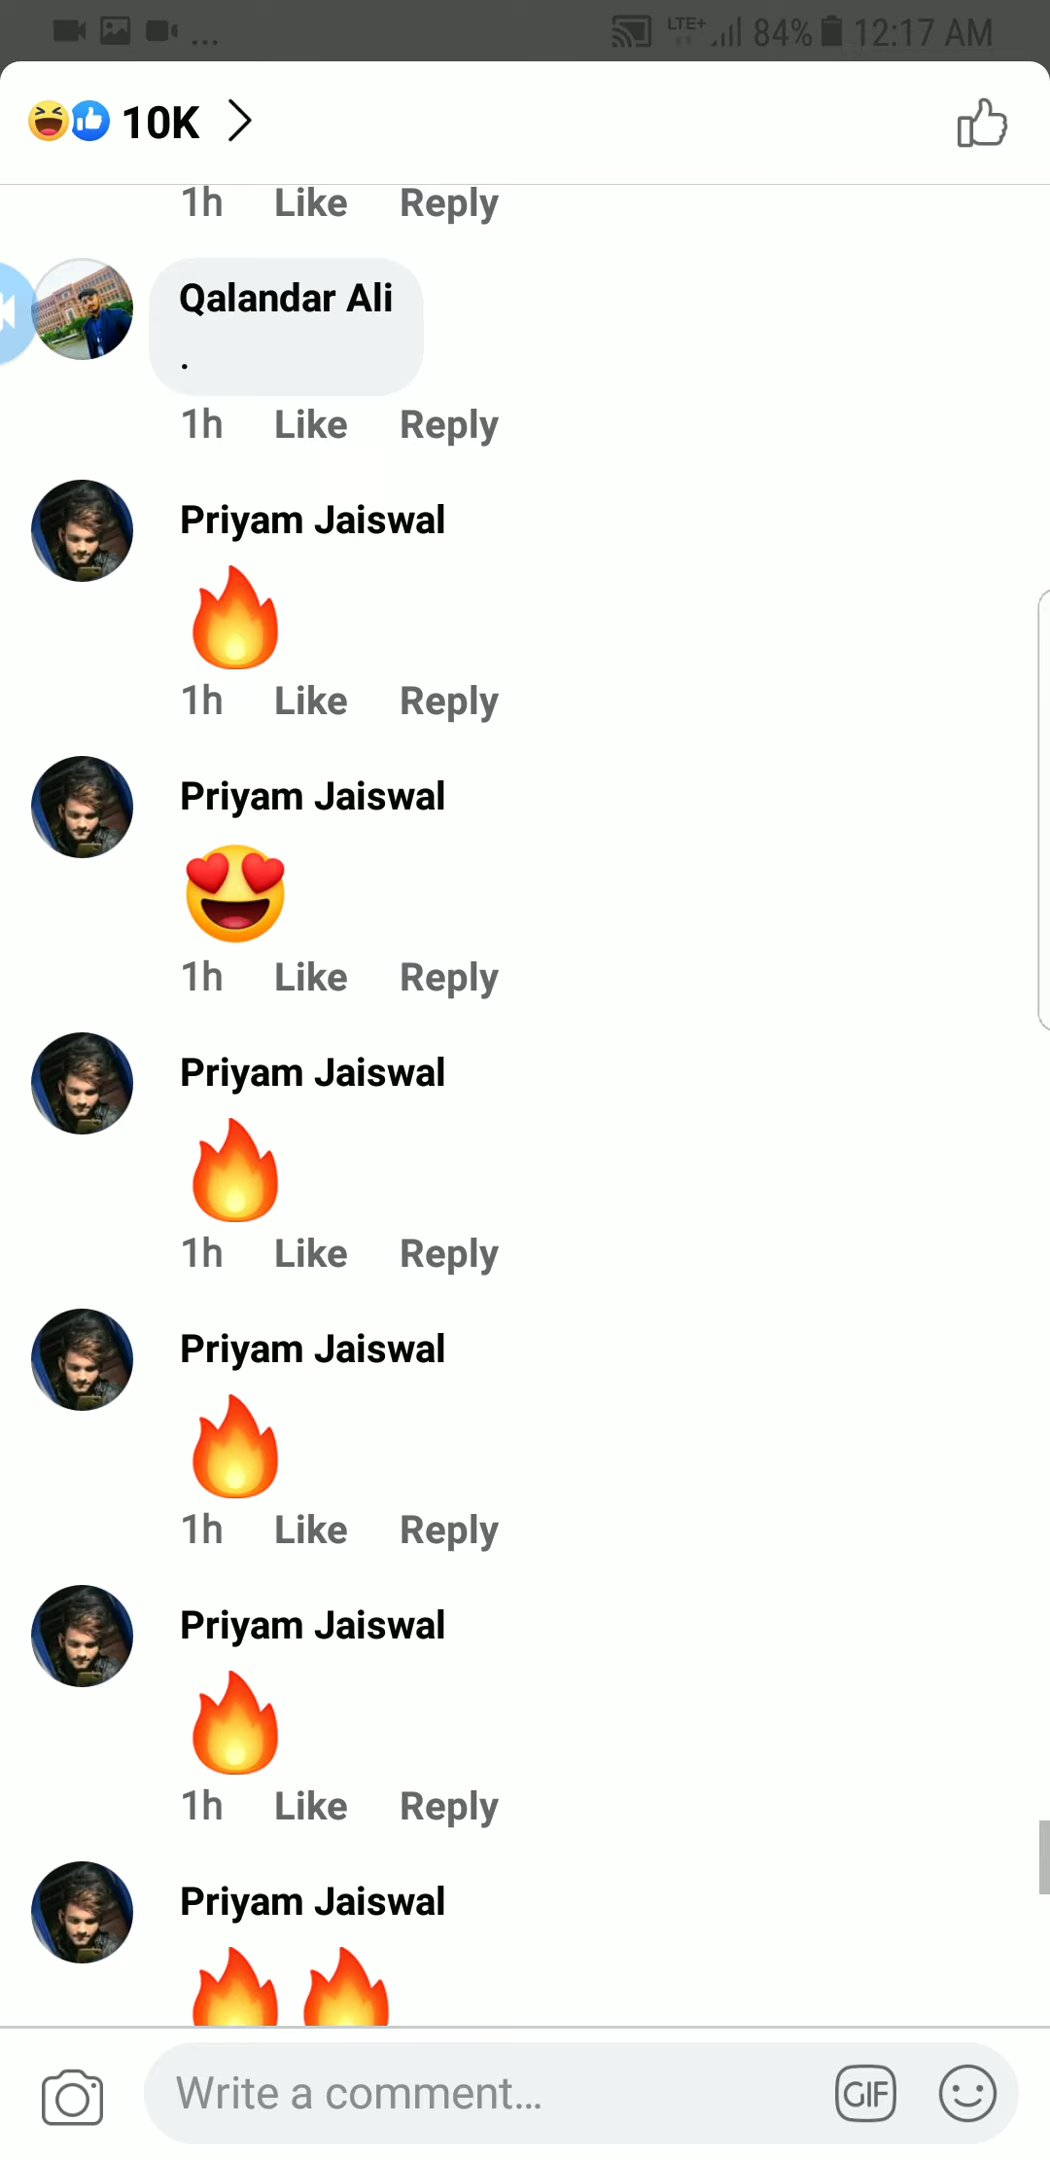 LTE+ 84% 12:17 AM
10K
1h Like Reply
Qalandar Ali
.
1h Like Reply
Priyam Jaiswal
🔥
1h Like Reply
Priyam Jaiswal
😍
1h Like Reply
Priyam Jaiswal
🔥
1h Like Reply
Priyam Jaiswal
🔥
1h Like Reply
Priyam Jaiswal
🔥
1h Like Reply
Priyam Jaiswal
🔥🔥
Write a comment... GIF